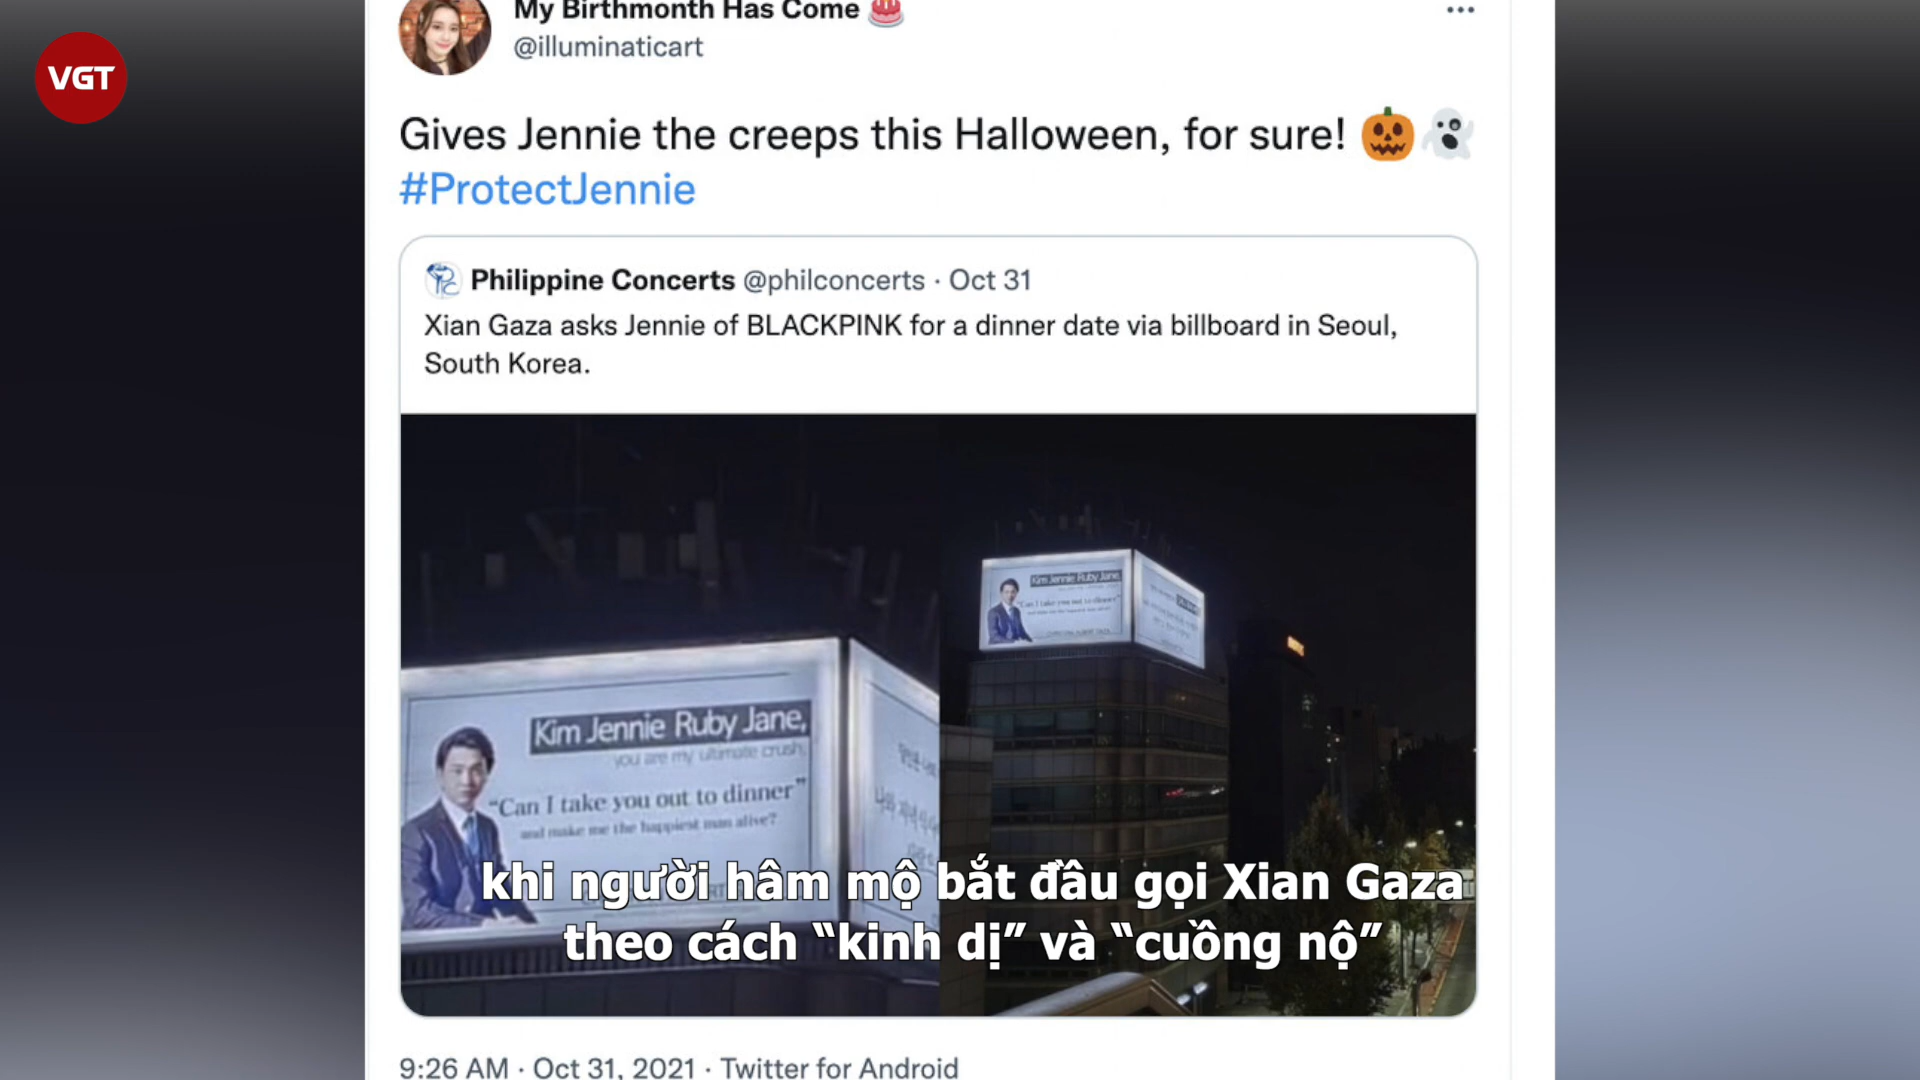 VGT
My Birthmonth Has Come 🎂
@illuminaticart
Gives Jennie the creeps this Halloween, for sure! 🎃👻
#ProtectJennie
Philippine Concerts @philconcerts · Oct 31
Xian Gaza asks Jennie of BLACKPINK for a dinner date via billboard in Seoul,
South Korea.
Kim Jennie Ruby Jane,
you are my ultimate crush.
"Can I take you out to dinner"
and make me the happiest man alive?
Kim Jennie Ruby Jane,
"Can I take you out to dinner"
khi người hâm mộ bắt đầu gọi Xian Gaza
theo cách “kinh dị” và “cuồng nộ”
9:26 AM · Oct 31, 2021 · Twitter for Android